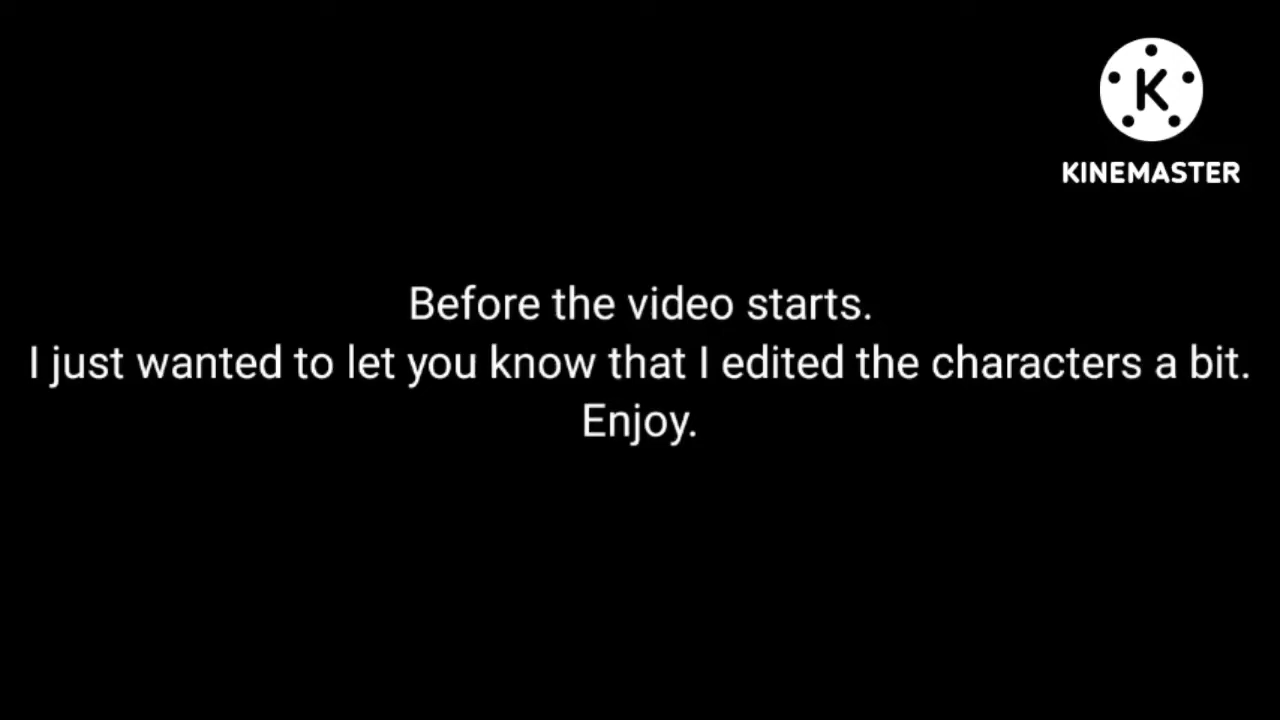 K
KINEMASTER
Before the video starts.
I just wanted to let you know that I edited the characters a bit.
Enjoy.